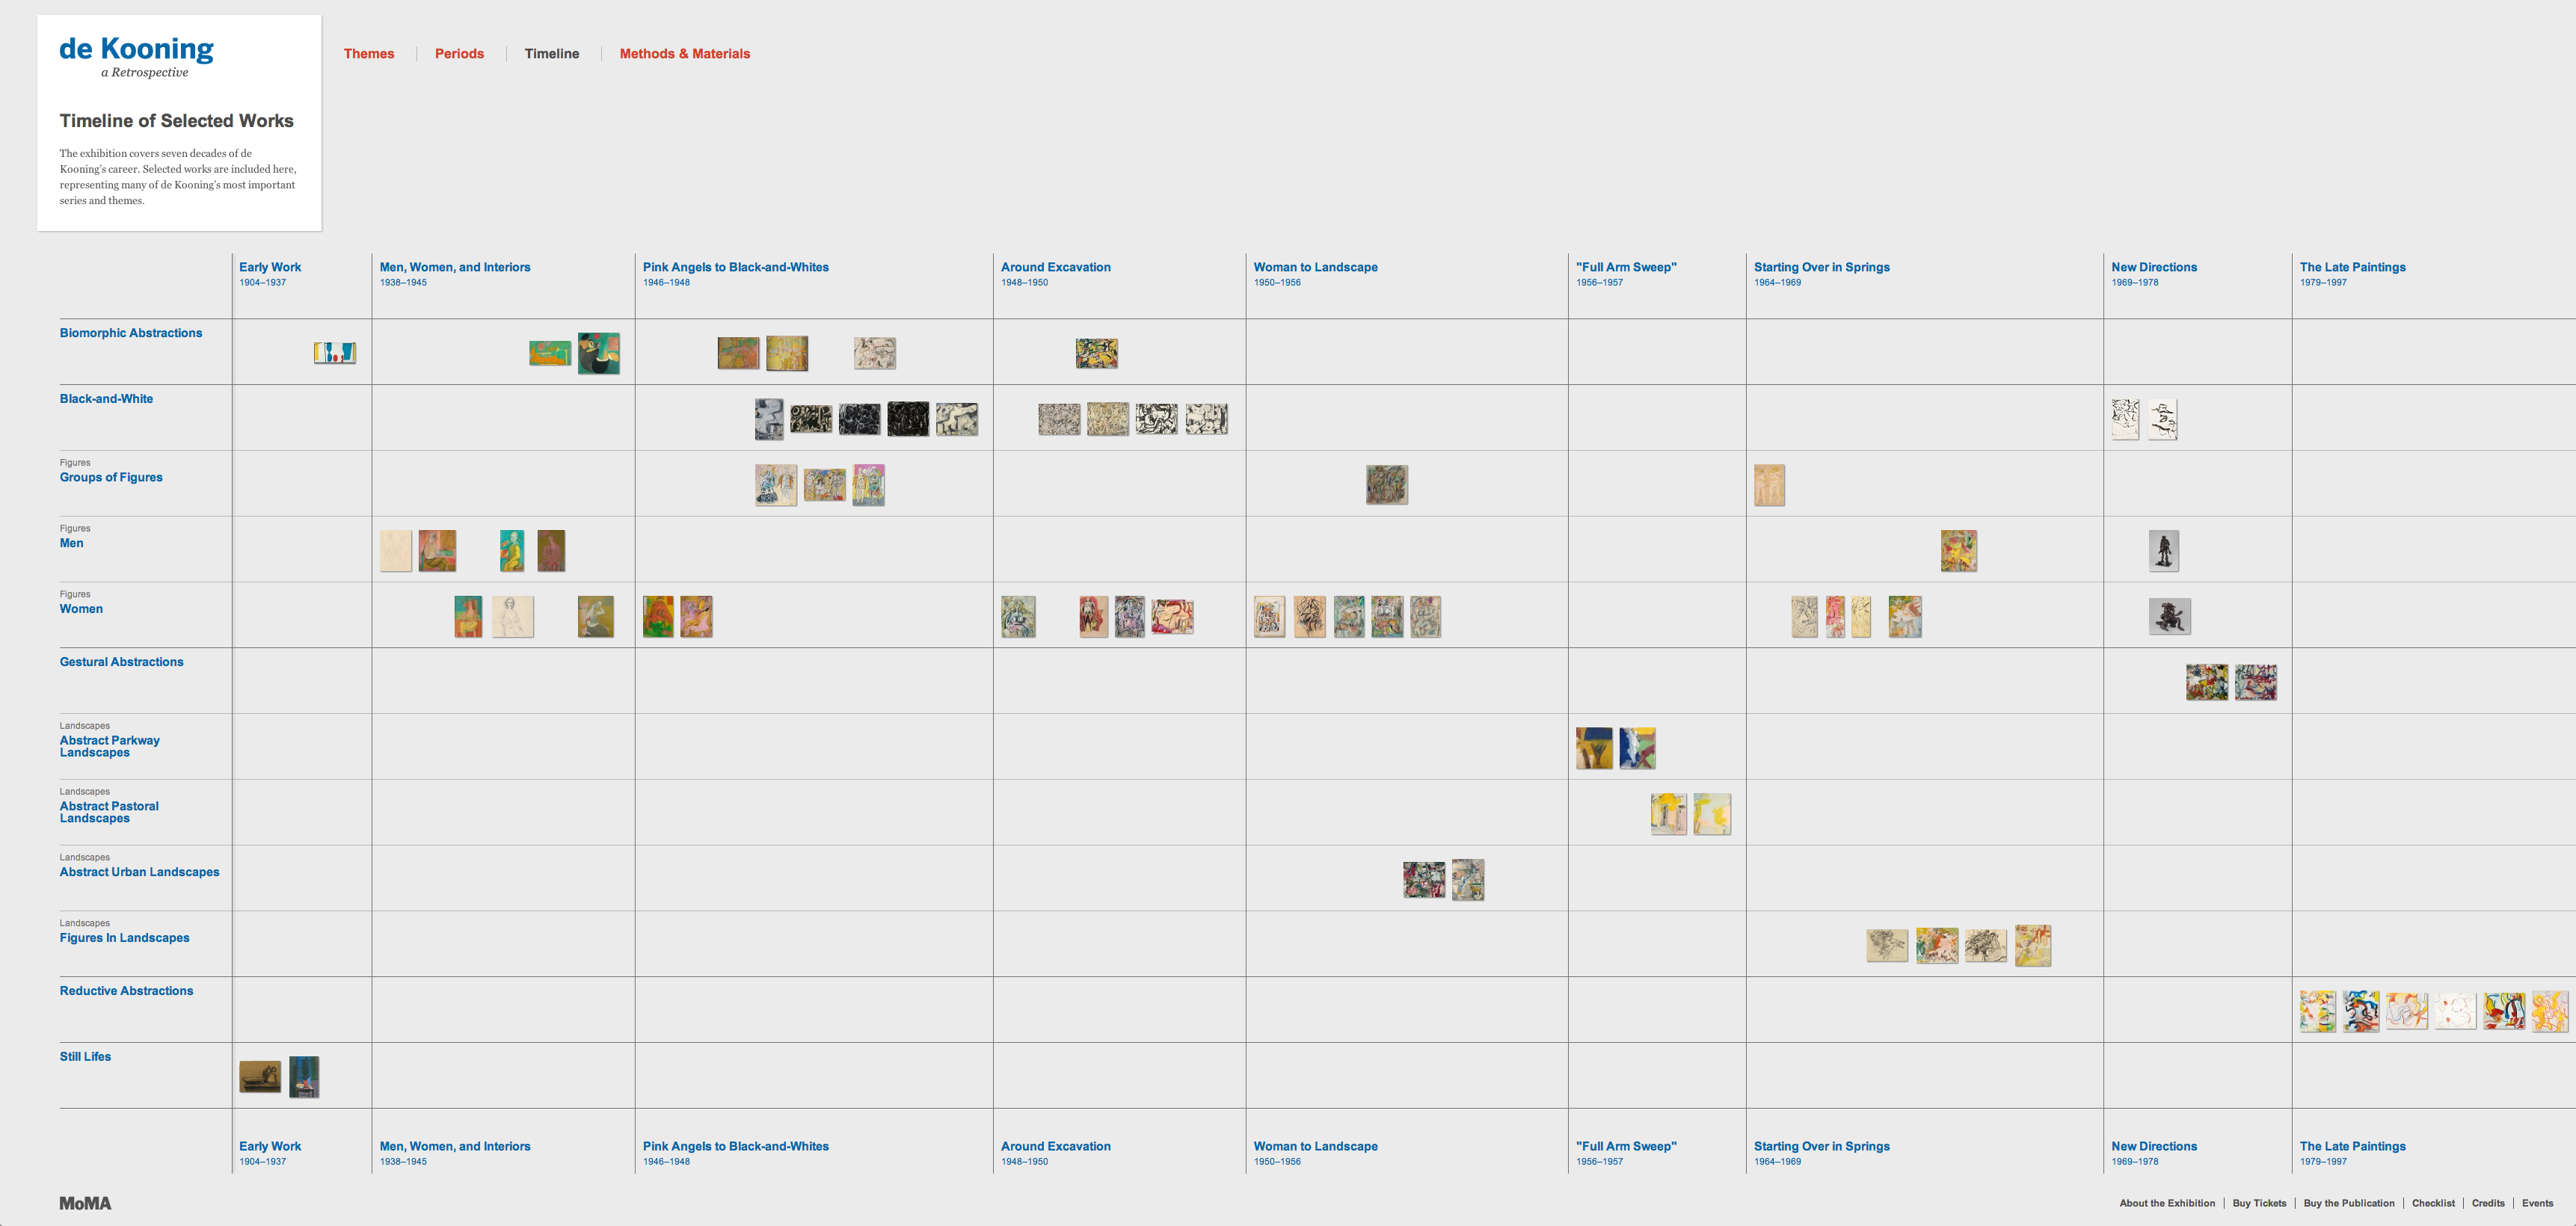 de Kooning
a Retrospective
Themes
Periods
Timeline
Methods & Materials
Timeline of Selected Works
The exhibition covers seven decades of de
Kooning's career. Selected works are included here,
representing many of de Kooning's most important
series and themes.
Early Work
1904–1937
Men, Women, and Interiors
1938–1945
Pink Angels to Black-and-Whites
1946–1948
Around Excavation
1948–1950
Woman to Landscape
1950–1956
"Full Arm Sweep"
1956–1957
Starting Over in Springs
1964–1969
New Directions
1969–1978
The Late Paintings
1979–1997
Biomorphic Abstractions
Black-and-White
Figures
Groups of Figures
Figures
Men
Figures
Women
Gestural Abstractions
Landscapes
Abstract Parkway
Landscapes
Landscapes
Abstract Pastoral
Landscapes
Landscapes
Abstract Urban Landscapes
Landscapes
Figures In Landscapes
Reductive Abstractions
Still Lifes
Early Work
1904–1937
Men, Women, and Interiors
1938–1945
Pink Angels to Black-and-Whites
1946–1948
Around Excavation
1948–1950
Woman to Landscape
1950–1956
"Full Arm Sweep"
1956–1957
Starting Over in Springs
1964–1969
New Directions
1969–1978
The Late Paintings
1979–1997
MoMA
About the Exhibition
Buy Tickets
Buy the Publication
Checklist
Credits
Events